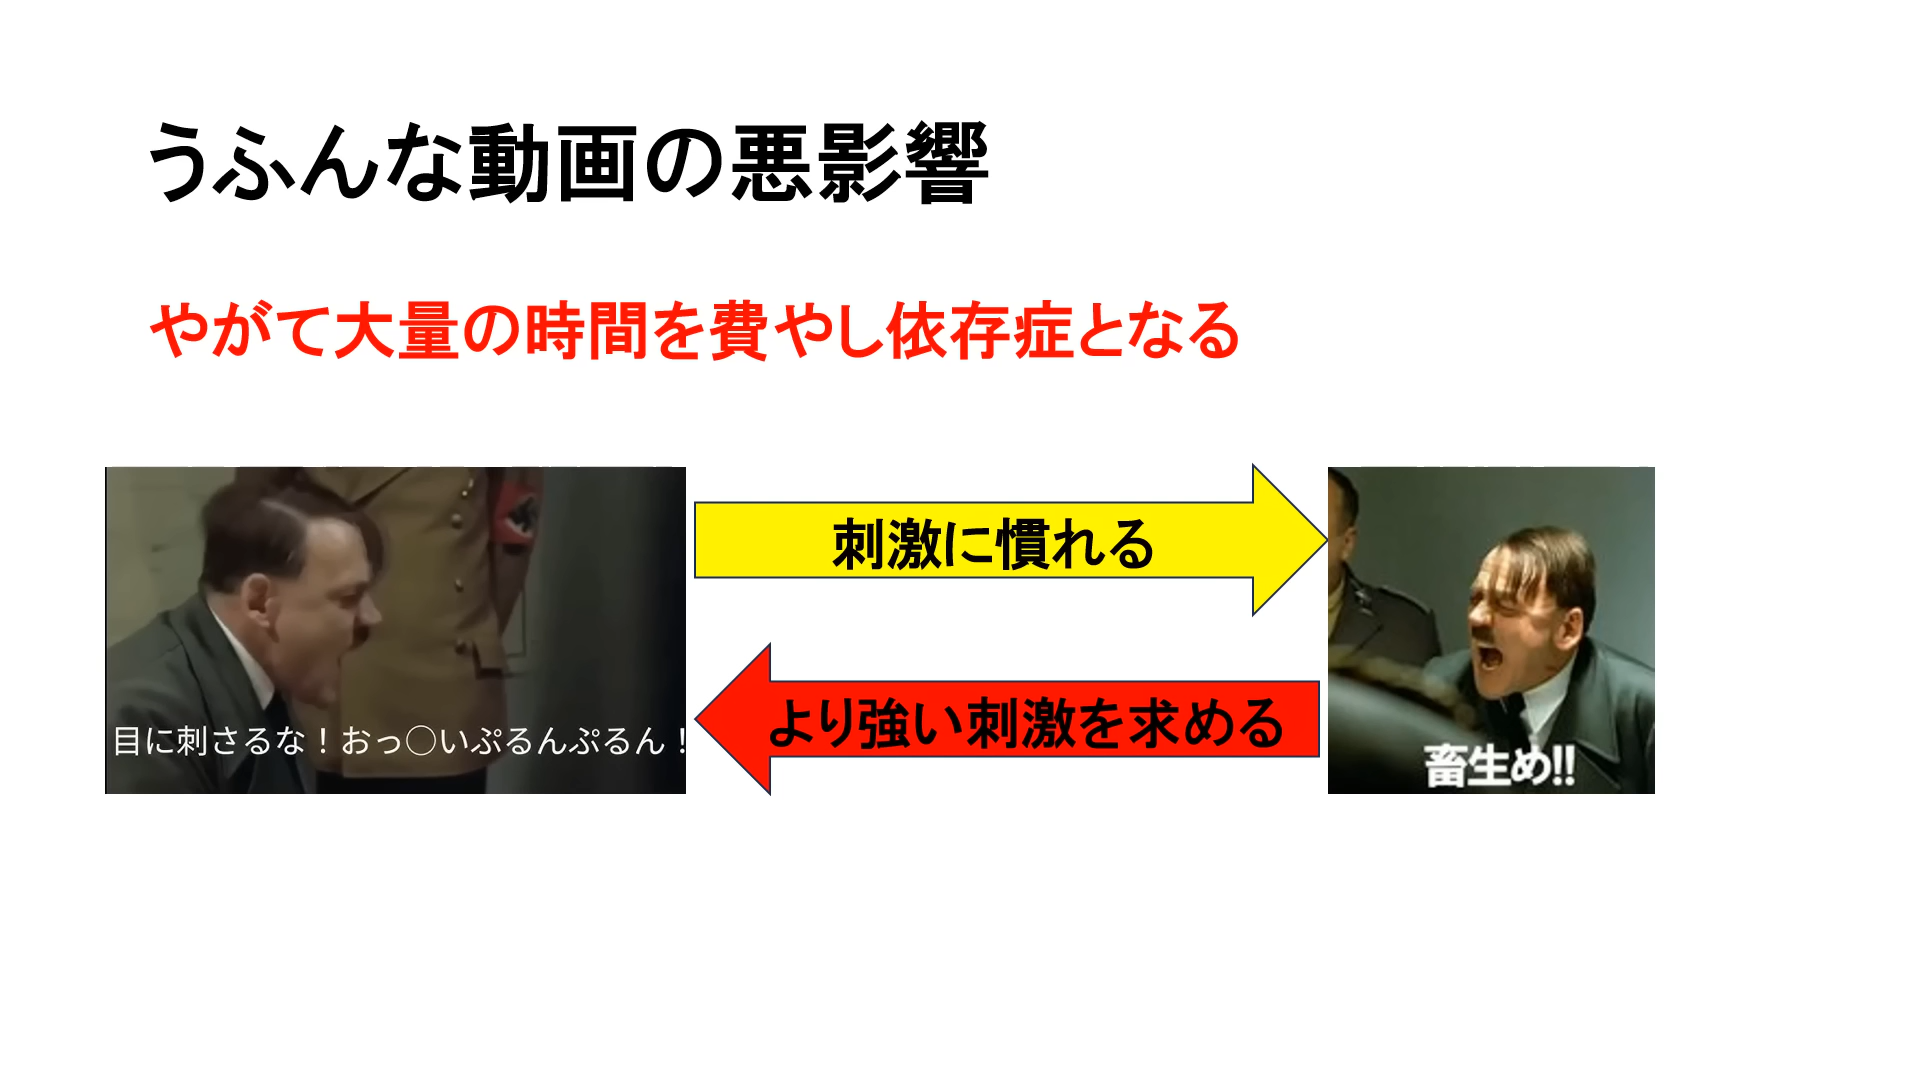 うふんな動画の悪影響
やがて大量の時間を費やし依存症となる
刺激に慣れる
より強い刺激を求める
目に刺さるな！おっ◯いぷるんぷるん！
畜生め!!